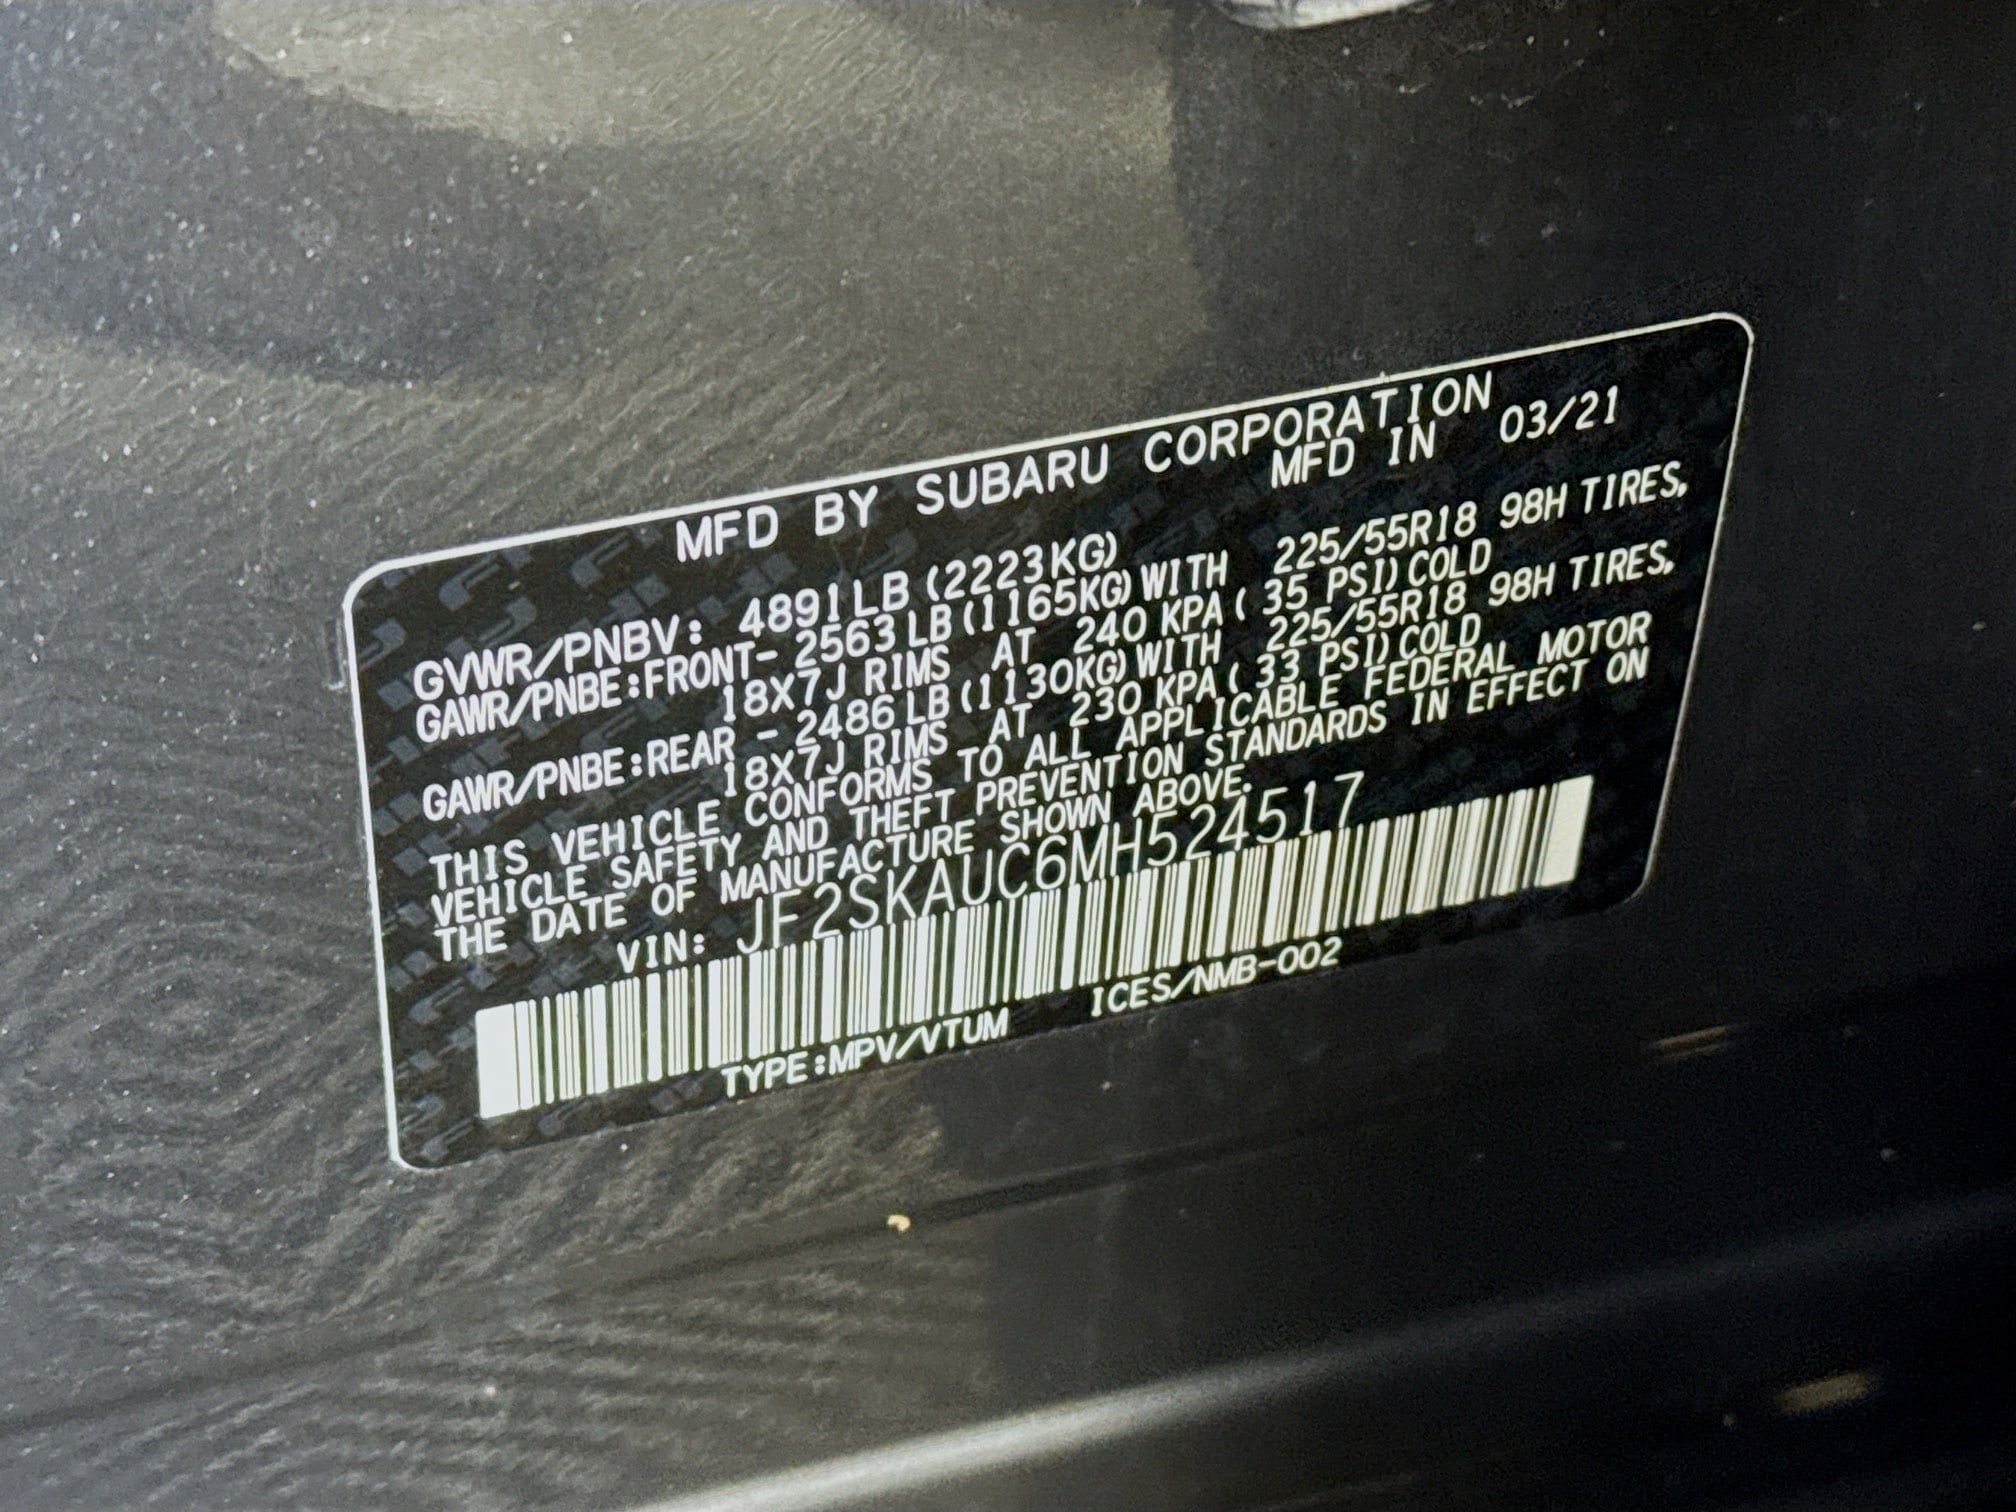 MFD BY SUBARU CORPORATION
MFD IN 03/21
GVWR/PNBV: 4891LB (2223KG)
GAWR/PNBE:FRONT- 2563LB (1165KG) WITH 225/55R18 98H TIRES,
18X7J RIMS AT 240 KPA ( 35 PSI) COLD
GAWR/PNBE:REAR - 2486LB (1130KG) WITH 225/55R18 98H TIRES,
18X7J RIMS AT 230 KPA ( 33 PSI) COLD
THIS VEHICLE CONFORMS TO ALL APPLICABLE FEDERAL MOTOR
VEHICLE SAFETY AND THEFT PREVENTION STANDARDS IN EFFECT ON
THE DATE OF MANUFACTURE SHOWN ABOVE.
VIN: JF2SKAUC6MH524517
TYPE:MPV/VTUM ICES/NMB-002